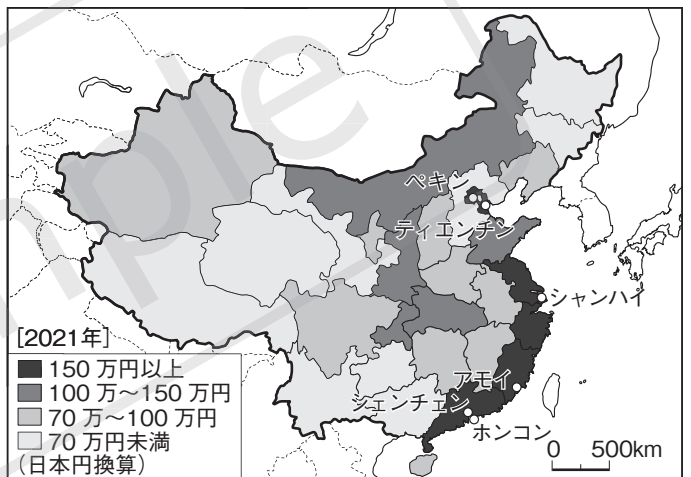 ペキン
ティエンチン
シャンハイ
アモイ
シェンチェン
ホンコン
[2021年]
150 万円以上
100 万～150 万円
70 万～100 万円
70 万円未満
(日本円換算)
0 500km
mple